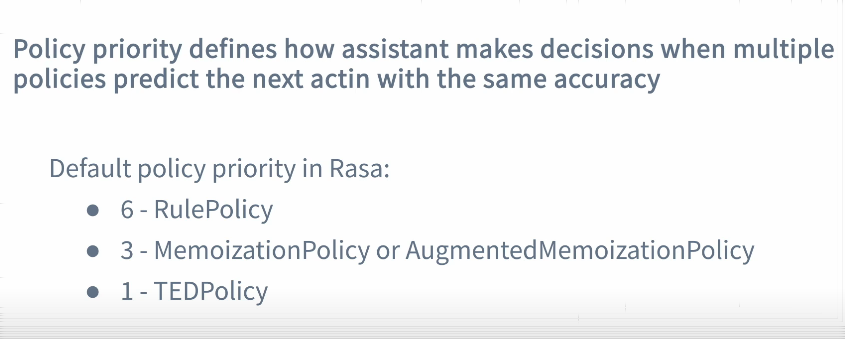 Policy priority defines how assistant makes decisions when multiple
policies predict the next actin with the same accuracy
Default policy priority in Rasa:
● 6 - RulePolicy
● 3 - MemoizationPolicy or AugmentedMemoizationPolicy
● 1 - TEDPolicy